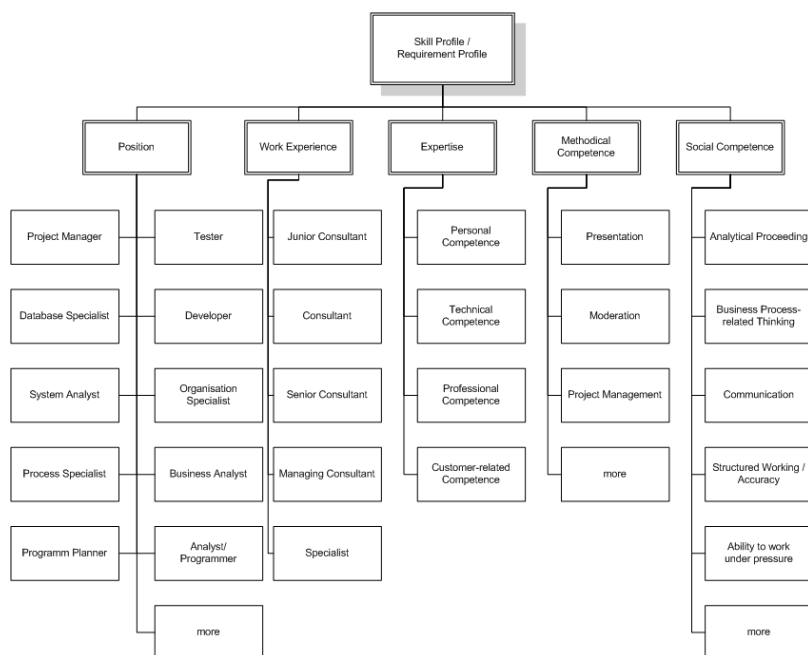 Skill Profile /
Requirement Profile
Position
Work Experience
Expertise
Methodical
Competence
Social Competence
Project Manager
Tester
Junior Consultant
Personal
Competence
Presentation
Analytical Proceeding
Database Specialist
Developer
Consultant
Technical
Competence
Moderation
Business Process-
related Thinking
System Analyst
Organisation
Specialist
Senior Consultant
Professional
Competence
Project Management
Communication
Process Specialist
Business Analyst
Managing Consultant
Customer-related
Competence
more
Structured Working /
Accuracy
Programm Planner
Analyst/
Programmer
Specialist
Ability to work
under pressure
more
more